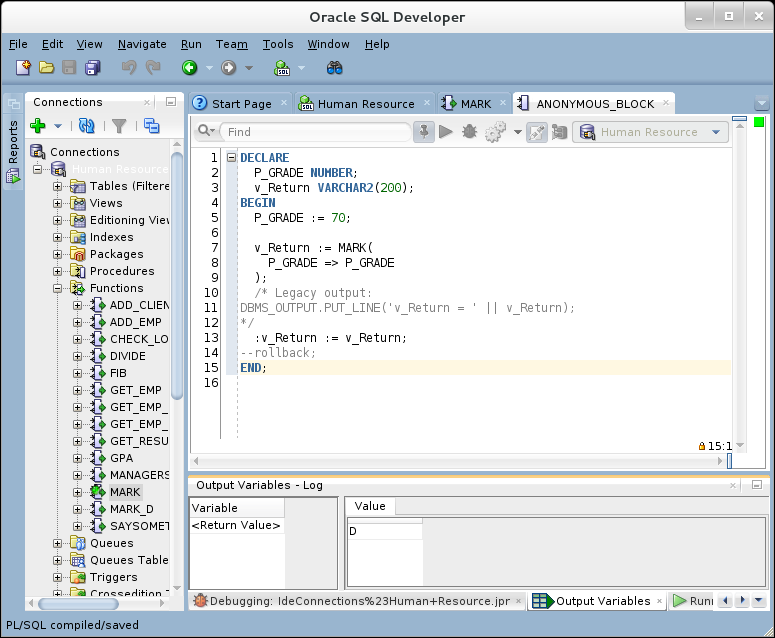 Oracle SQL Developer
File Edit View Navigate Run Team Tools Window Help
Reports
Connections
Start Page
Human Resource
MARK
ANONYMOUS_BLOCK
Find
Human Resource
Connections
Human Resource
Tables (Filtere
Views
Editioning Viev
Indexes
Packages
Procedures
Functions
ADD_CLIEN
ADD_EMP
CHECK_LO
DIVIDE
FIB
GET_EMP
GET_EMP_
GET_EMP_
GET_RESU
GPA
MANAGERS
MARK
MARK_D
SAYSOMET
Queues
Queues Table
Triggers
Crossedition T
1 DECLARE
2 P_GRADE NUMBER;
3 v_Return VARCHAR2(200);
4 BEGIN
5 P_GRADE := 70;
6
7 v_Return := MARK(
8 P_GRADE => P_GRADE
9 );
10 /* Legacy output:
11 DBMS_OUTPUT.PUT_LINE('v_Return = ' || v_Return);
12 */
13 :v_Return := v_Return;
14 --rollback;
15 END;
16
15:1
Output Variables - Log
Variable
<Return Value>
Value
D
Debugging: IdeConnections%23Human+Resource.jpr
Output Variables
Runi
PL/SQL compiled/saved